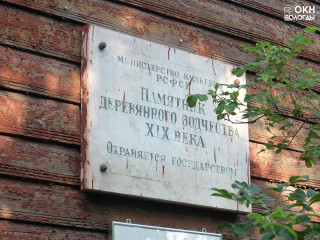 ОКН
ВОЛОГДЫ
МИНИСТЕРСТВО КУЛЬТУРЫ
РСФСР
ПАМЯТНИК
ДЕРЕВЯННОГО ЗОДЧЕСТВА
XIX ВЕКА
ОХРАНЯЕТСЯ ГОСУДАРСТВОМ